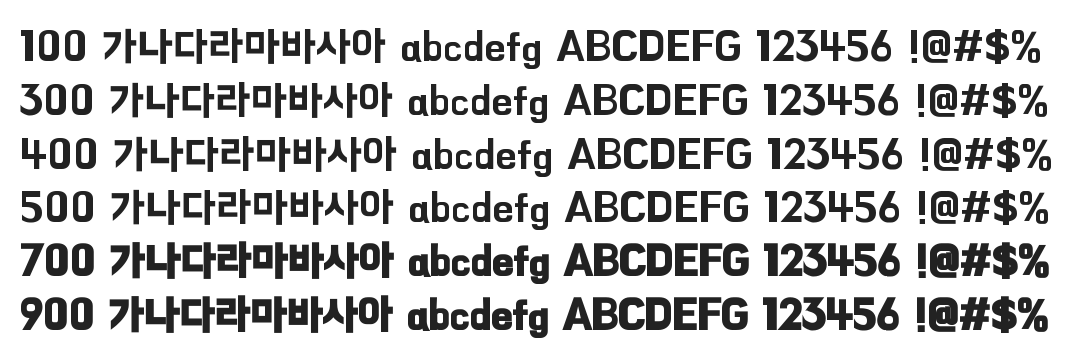 100 가나다라마바사아 abcdefg ABCDEFG 123456 !@#$%
300 가나다라마바사아 abcdefg ABCDEFG 123456 !@#$%
400 가나다라마바사아 abcdefg ABCDEFG 123456 !@#$%
500 가나다라마바사아 abcdefg ABCDEFG 123456 !@#$%
700 가나다라마바사아 abcdefg ABCDEFG 123456 !@#$%
900 가나다라마바사아 abcdefg ABCDEFG 123456 !@#$%